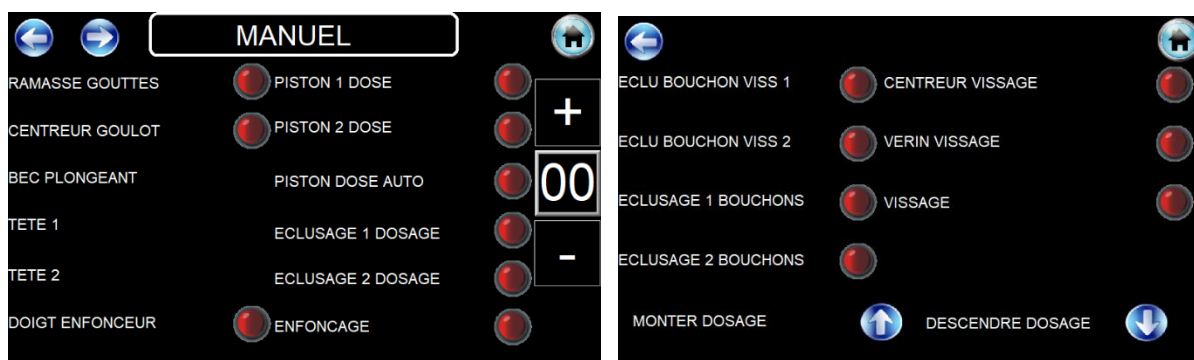 MANUEL
RAMASSE GOUTTES
PISTON 1 DOSE
CENTREUR GOULOT
PISTON 2 DOSE
+
BEC PLONGEANT
PISTON DOSE AUTO
00
TETE 1
ECLUSAGE 1 DOSAGE
TETE 2
ECLUSAGE 2 DOSAGE
-
DOIGT ENFONCEUR
ENFONCAGE
ECLU BOUCHON VISS 1
CENTREUR VISSAGE
ECLU BOUCHON VISS 2
VERIN VISSAGE
ECLUSAGE 1 BOUCHONS
VISSAGE
ECLUSAGE 2 BOUCHONS
MONTER DOSAGE
DESCENDRE DOSAGE